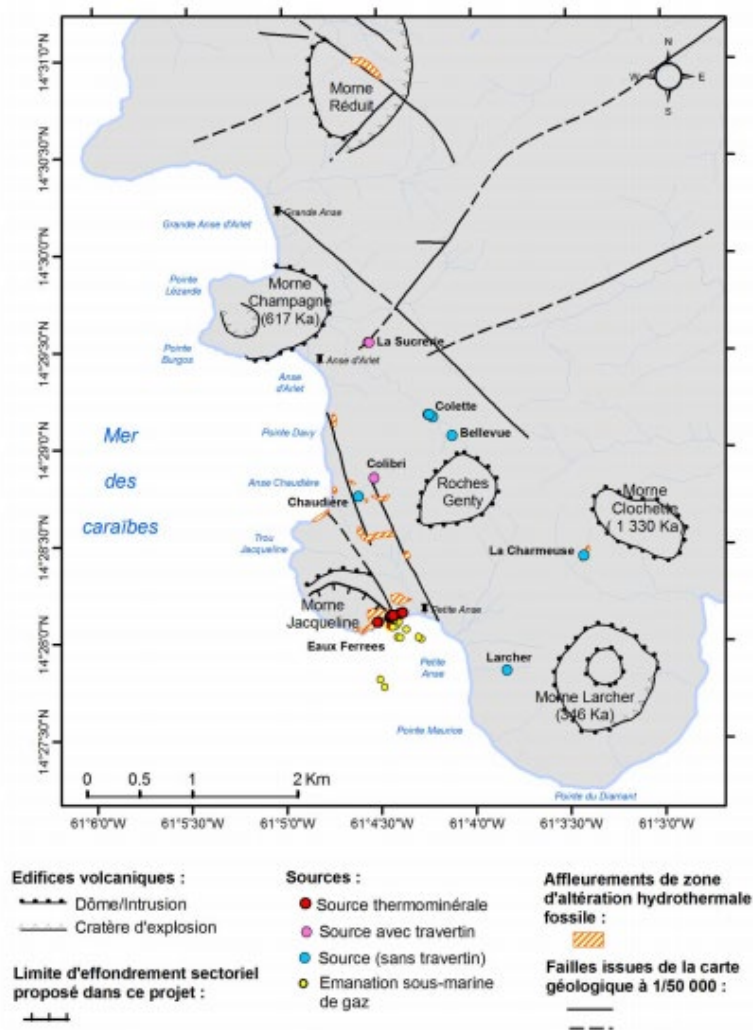 N
W
E
S
14°31'0"N
Morne
Réduit
14°30'30"N
Grande Anse
Grande Anse d'Arlet
14°30'0"N
Pointe
Lézarde
Morne
Champagne
(617 Ka)
14°29'30"N
La Sucrerie
Pointe
Burgos
Anse d'Arlet
Anse
d'Arlet
Colette
Pointe Davy
Bellevue
14°29'0"N
Mer
des
caraïbes
Colibri
Anse Chaudière
Chaudière
Roches
Genty
Morne
Clochette
( 1 330 Ka)
14°28'30"N
Trou
Jacqueline
La Charmeuse
Morne
Jacqueline
Petite Anse
14°28'0"N
Eaux Ferrees
Petite
Anse
Larcher
Morne Larcher
(346 Ka)
14°27'30"N
Pointe Maurice
0
0,5
1
2 Km
Pointe du Diamant
61°6'0"W
61°5'30"W
61°5'0"W
61°4'30"W
61°4'0"W
61°3'30"W
61°3'0"W
Edifices volcaniques :
Dôme/Intrusion
Cratère d'explosion
Limite d'effondrement sectoriel
proposé dans ce projet :
Sources :
Source thermominérale
Source avec travertin
Source (sans travertin)
Emanation sous-marine
de gaz
Affleurements de zone
d'altération hydrothermale
fossile :
Failles issues de la carte
géologique à 1/50 000 :